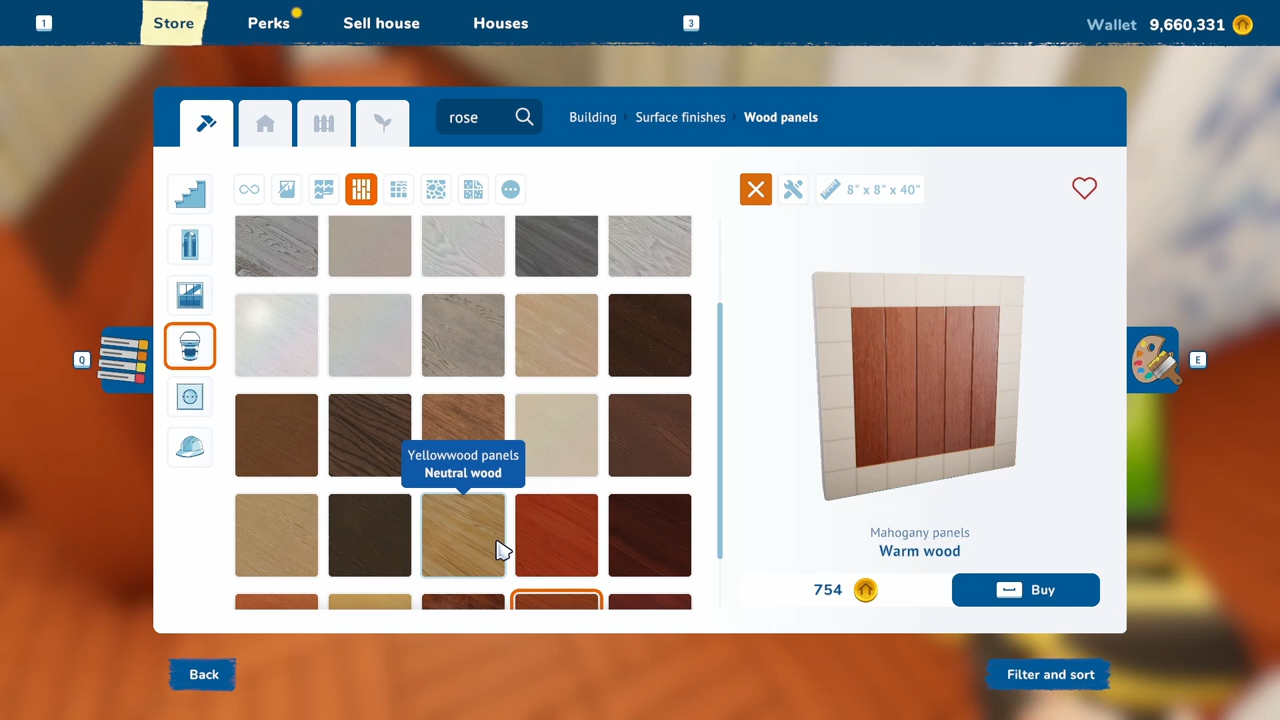 1
Store
Perks
Sell house
Houses
3
Wallet 9,660,331
rose
Building
Surface finishes
Wood panels
8" x 8" x 40"
Q
E
Yellowwood panels
Neutral wood
Mahogany panels
Warm wood
754
Buy
Back
Filter and sort